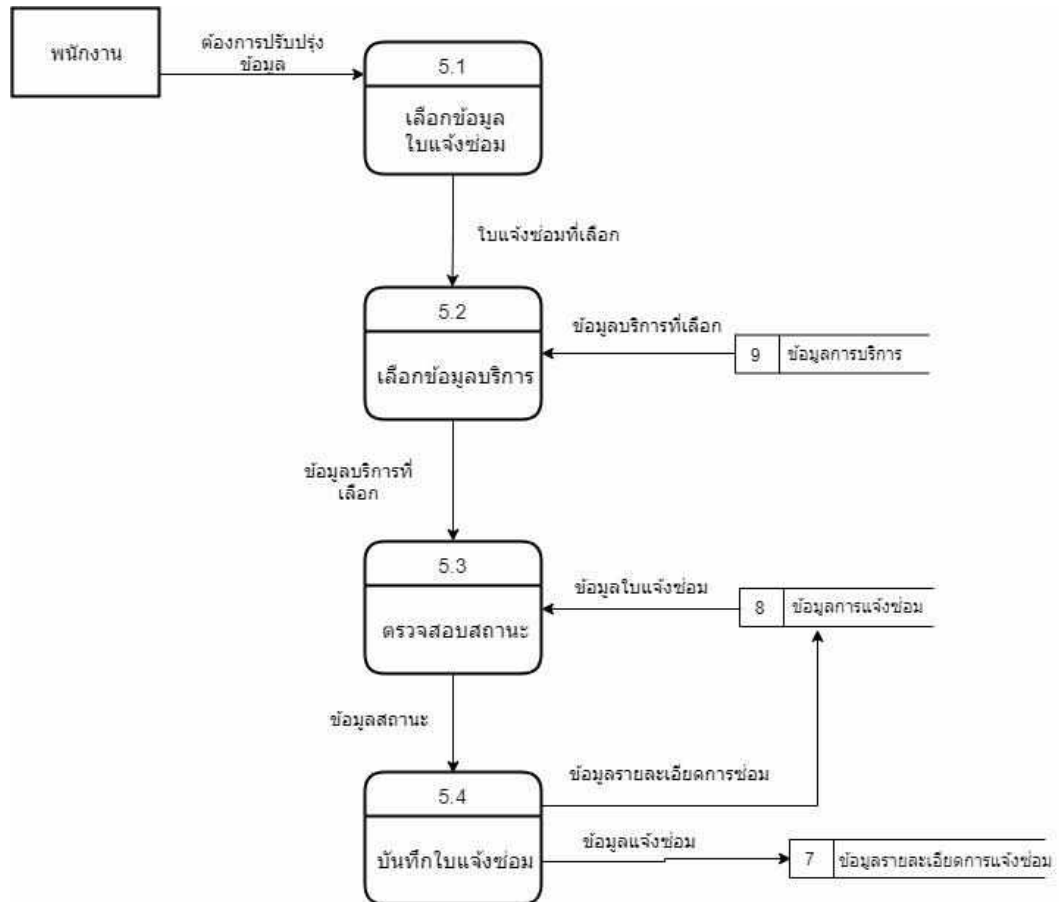 พนักงาน
ต้องการปรับปรุง
ข้อมูล
5.1
เลือกข้อมูล
ใบแจ้งซ่อม
ใบแจ้งซ่อมที่เลือก
5.2
เลือกข้อมูลบริการ
ข้อมูลบริการที่เลือก
9 ข้อมูลการบริการ
ข้อมูลบริการที่
เลือก
5.3
ตรวจสอบสถานะ
ข้อมูลใบแจ้งซ่อม
8 ข้อมูลการแจ้งซ่อม
ข้อมูลสถานะ
5.4
บันทึกใบแจ้งซ่อม
ข้อมูลรายละเอียดการซ่อม
ข้อมูลแจ้งซ่อม
7 ข้อมูลรายละเอียดการแจ้งซ่อม